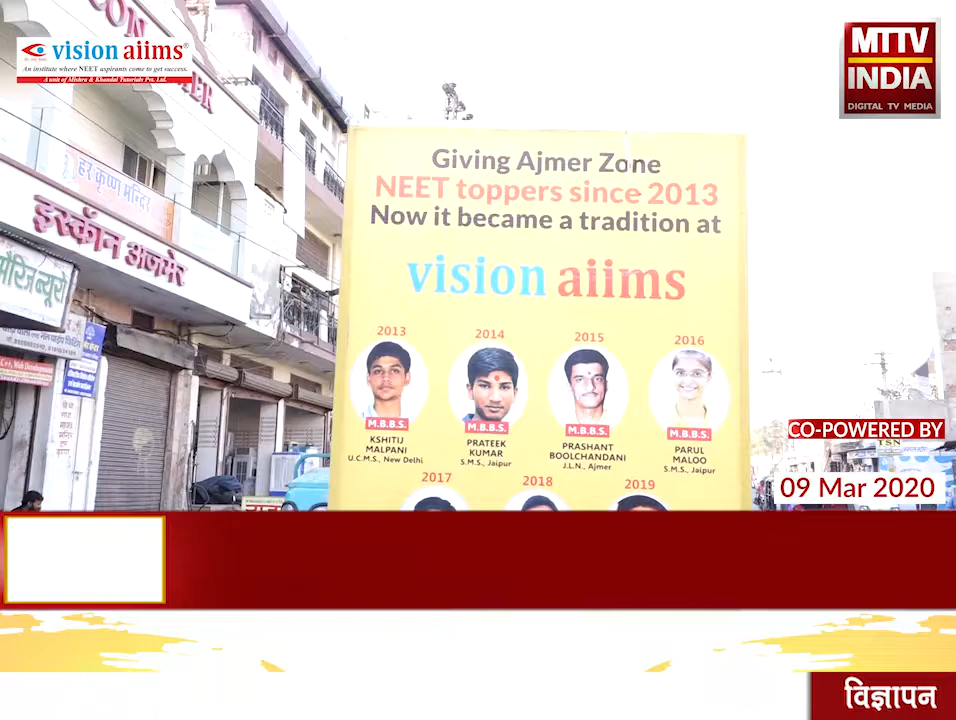 vision aiims®
An institute where NEET aspirants come to get success.
A unit of Mishra & Khandal Tutorials Pvt. Ltd.
MTTV
INDIA
DIGITAL TV MEDIA
हरे कृष्ण मन्दिर
इस्कॉन अजमेर
मैरिज ब्यूरो
Giving Ajmer Zone
NEET toppers since 2013
Now it became a tradition at
vision aiims
2013
2014
2015
2016
M.B.B.S.
M.B.B.S.
M.B.B.S.
M.B.B.S.
KSHITIJ
MALPANI
U.C.M.S., New Delhi
PRATEEK
KUMAR
S.M.S., Jaipur
PRASHANT
BOOLCHANDANI
J.L.N., Ajmer
PARUL
MALOO
S.M.S., Jaipur
2017
2018
2019
CO-POWERED BY
TSN
09 Mar 2020
विज्ञापन